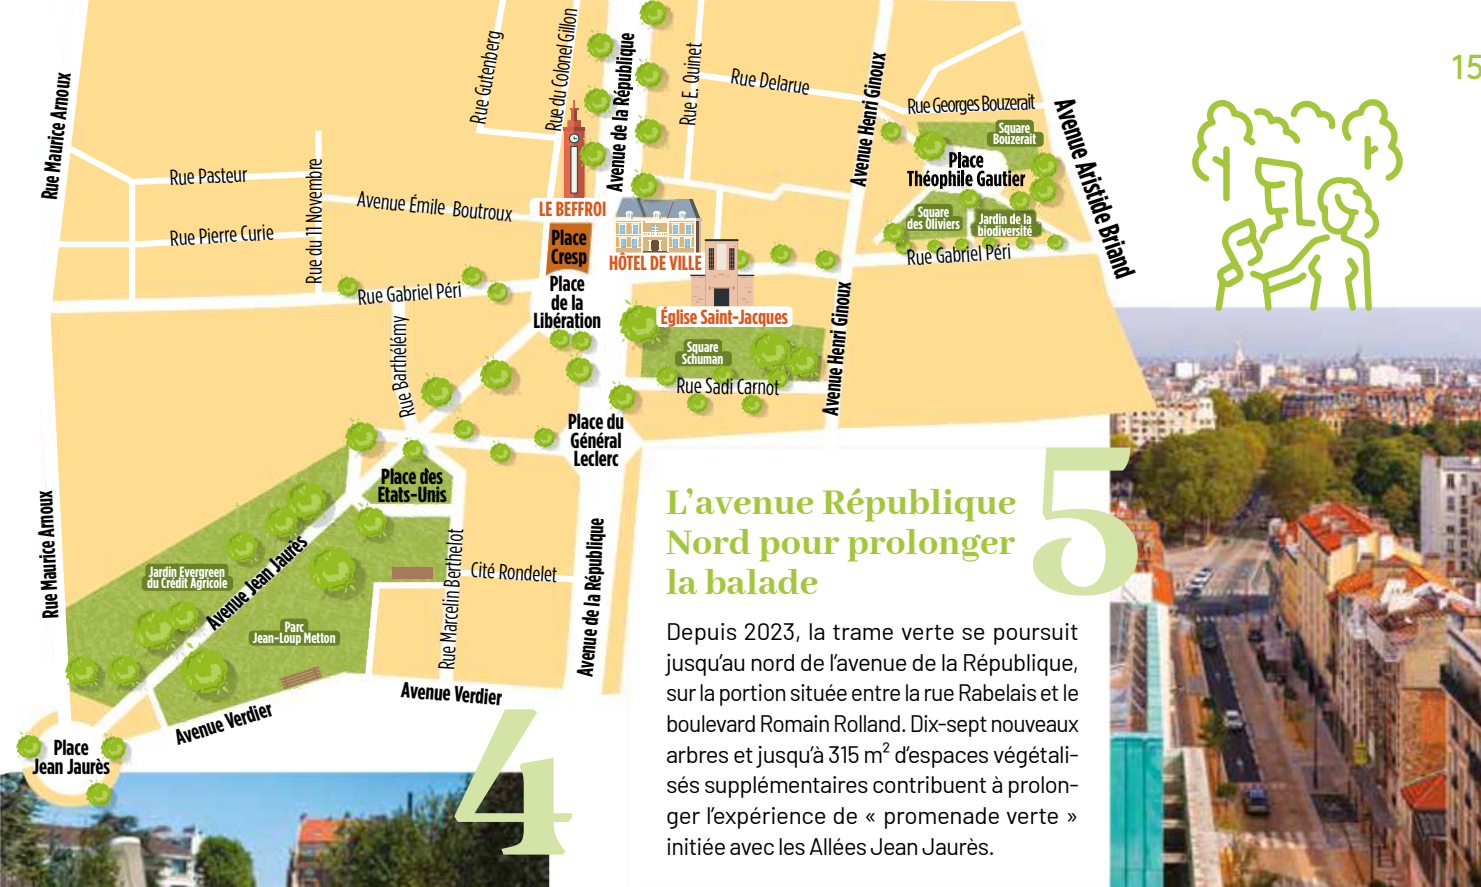 15
Rue Maurice Arnoux
Rue Gutenberg
Rue du Colonel Gillon
Avenue de la République
Rue E. Quinet
Rue Delarue
Avenue Henri Ginoux
Rue Georges Bouzerait
Avenue Aristide Briand
Square
Bouzerait
Place
Théophile Gautier
Square
des Oliviers
Jardin de la
biodiversité
Rue Gabriel Péri
Rue Pasteur
Rue du 11 Novembre
Avenue Émile Boutroux
Rue Pierre Curie
LE BEFFROI
Place
Cresp
HÔTEL DE VILLE
Rue Gabriel Péri
Place
de la
Libération
Église Saint-Jacques
Square
Schuman
Avenue Henri Ginoux
Rue Sadi Carnot
Rue Barthélémy
Place du
Général
Leclerc
Place des
Etats-Unis
Rue Maurice Arnoux
Jardin Evergreen
du Crédit Agricole
Avenue Jean Jaurès
Parc
Jean-Loup Metton
Rue Marcelin Berthelot
Cité Rondelet
Avenue de la République
Avenue Verdier
Avenue Verdier
Place
Jean Jaurès
4
5
L’avenue République
Nord pour prolonger
la balade
Depuis 2023, la trame verte se poursuit
jusqu’au nord de l’avenue de la République,
sur la portion située entre la rue Rabelais et le
boulevard Romain Rolland. Dix-sept nouveaux
arbres et jusqu’à 315 m² d’espaces végétali-
sés supplémentaires contribuent à prolon-
ger l’expérience de « promenade verte »
initiée avec les Allées Jean Jaurès.